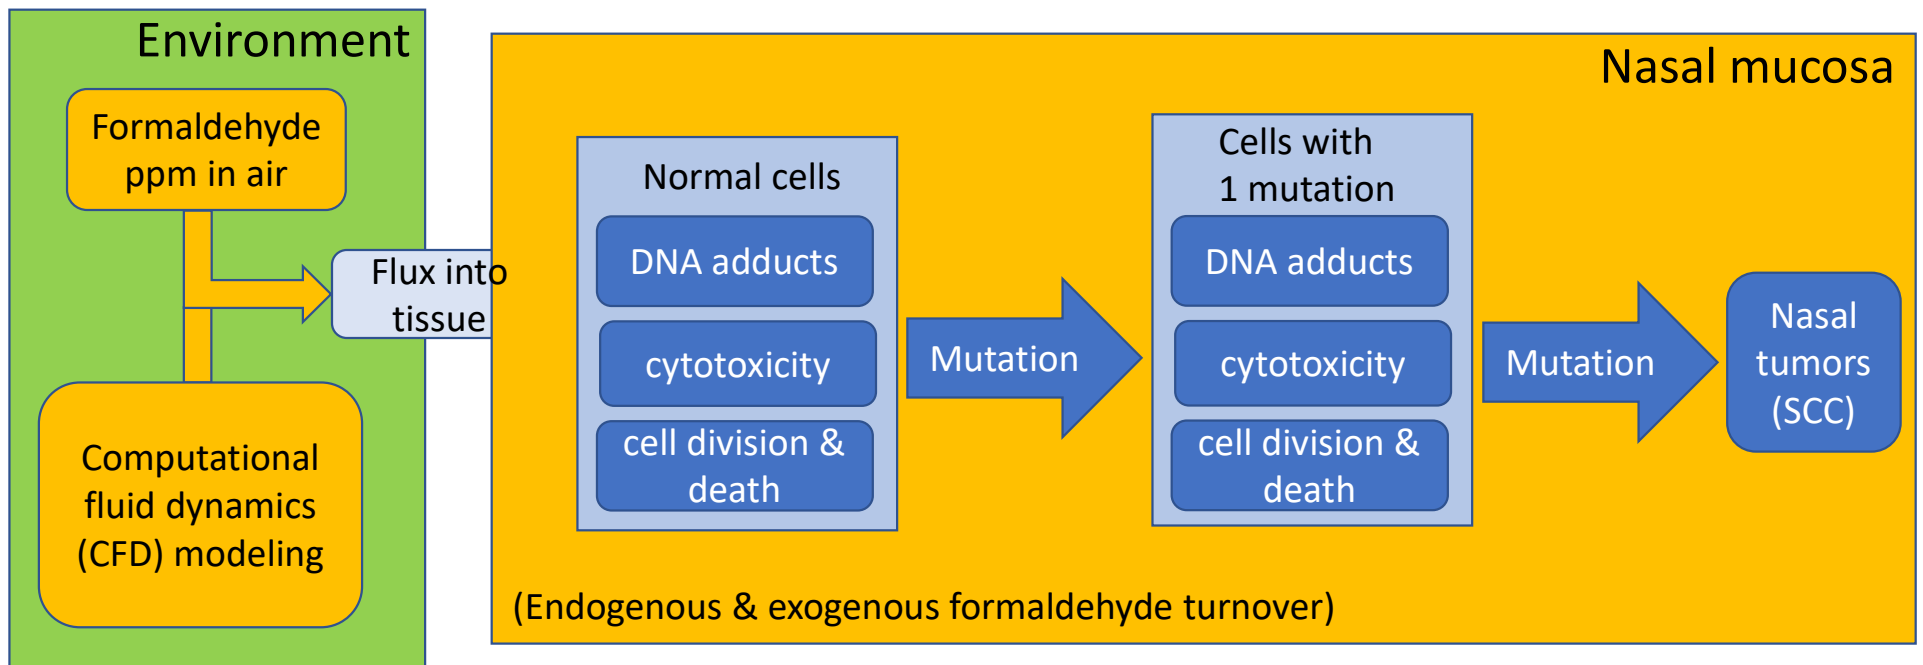 Environment
Formaldehyde
ppm in air
Flux into
tissue
Computational
fluid dynamics
(CFD) modeling
Nasal mucosa
Normal cells
DNA adducts
cytotoxicity
cell division &
death
Mutation
Cells with
1 mutation
DNA adducts
cytotoxicity
cell division &
death
Mutation
Nasal
tumors
(SCC)
(Endogenous & exogenous formaldehyde turnover)